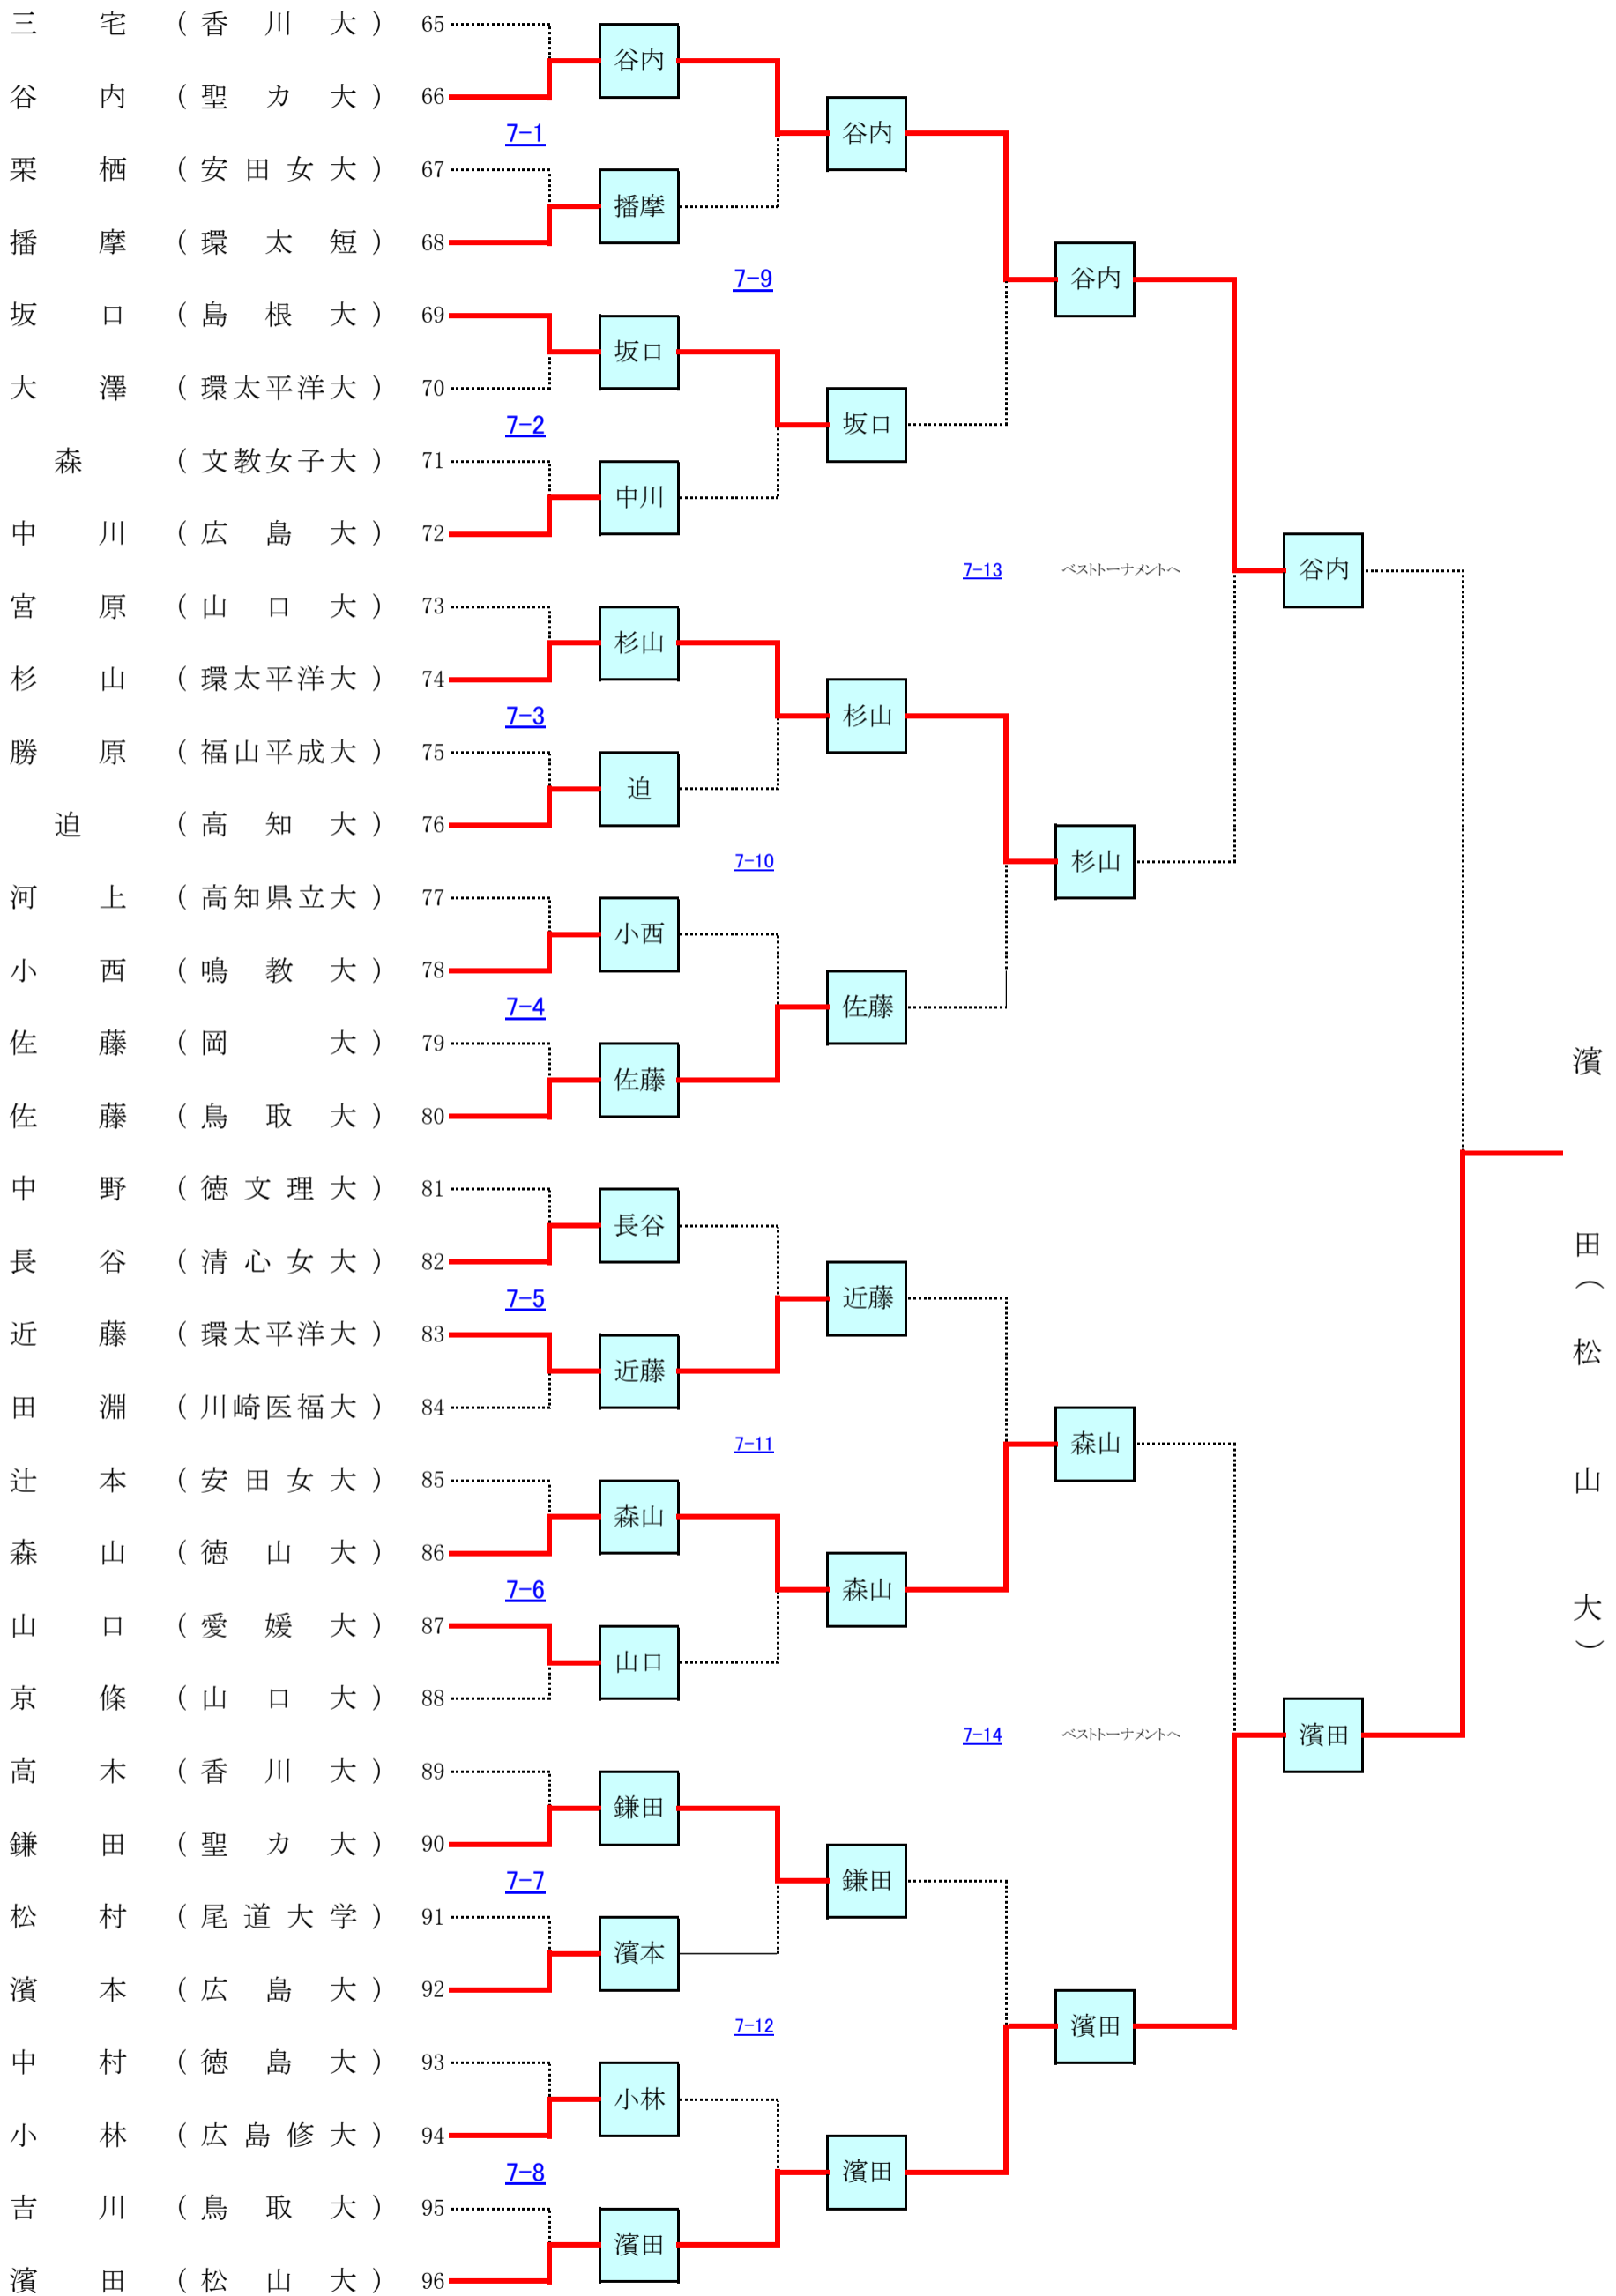 三宅（香川大）65
谷内
谷内（聖カ大）66
谷内
7-1
栗栖（安田女大）67
播摩
播摩（環太短）68
7-9
谷内
坂口（島根大）69
坂口
大澤（環太平洋大）70
7-2
坂口
森（文教女子大）71
中川
中川（広島大）72
7-13 ベストトーナメントへ
谷内
宮原（山口大）73
杉山
杉山（環太平洋大）74
7-3
杉山
勝原（福山平成大）75
迫
迫（高知大）76
7-10
杉山
河上（高知県立大）77
小西
小西（鳴教大）78
7-4
佐藤
佐藤（岡大）79
佐藤
佐藤（鳥取大）80
濱田（松山大）
中野（徳文理大）81
長谷
長谷（清心女大）82
7-5
近藤
近藤（環太平洋大）83
近藤
田淵（川崎医福大）84
7-11
森山
辻本（安田女大）85
森山
森山（徳山大）86
7-6
森山
山口（愛媛大）87
山口
京條（山口大）88
7-14 ベストトーナメントへ
濱田
高木（香川大）89
鎌田
鎌田（聖カ大）90
7-7
鎌田
松村（尾道大学）91
濱本
濱本（広島大）92
7-12
濱田
中村（徳島大）93
小林
小林（広島修大）94
7-8
濱田
吉川（鳥取大）95
濱田
濱田（松山大）96